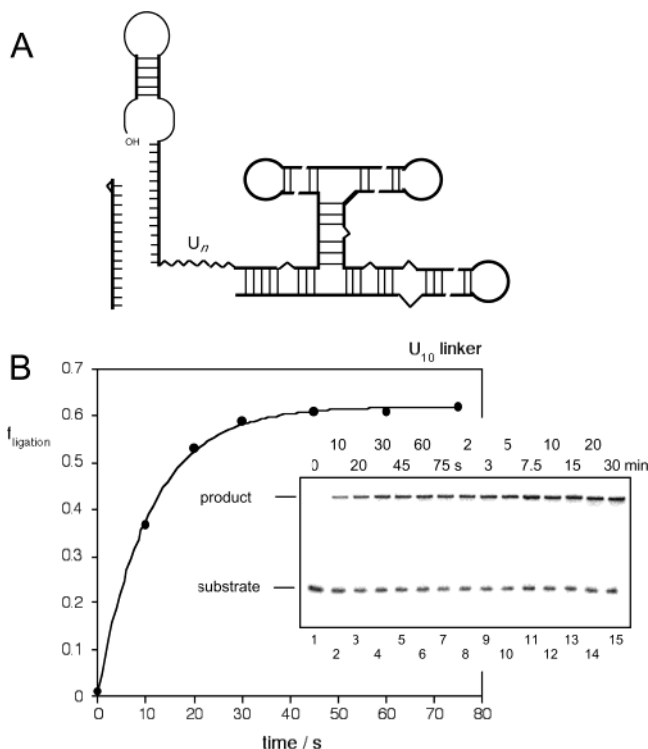 A
OH
Un
B
U10 linker
0.7
0.6
fligation
0.5
0.4
0.3
0.2
0.1
0
0 10 20 30 40 50 60 70 80
time / s
10 30 60 2 5 10 20
0 20 45 75 s 3 7.5 15 30 min
product
substrate
1 3 5 7 9 11 13 15
2 4 6 8 10 12 14